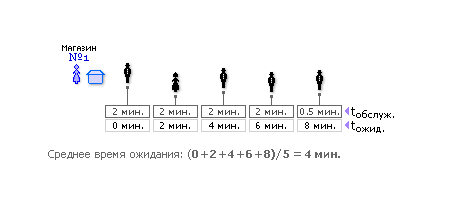 Магазин
№1
2 мин. 2 мин. 2 мин. 2 мин. 0.5 мин. tобслуж.
0 мин. 2 мин. 4 мин. 6 мин. 8 мин. tожид.
Среднее время ожидания: (0+2+4+6+8)/5 = 4 мин.